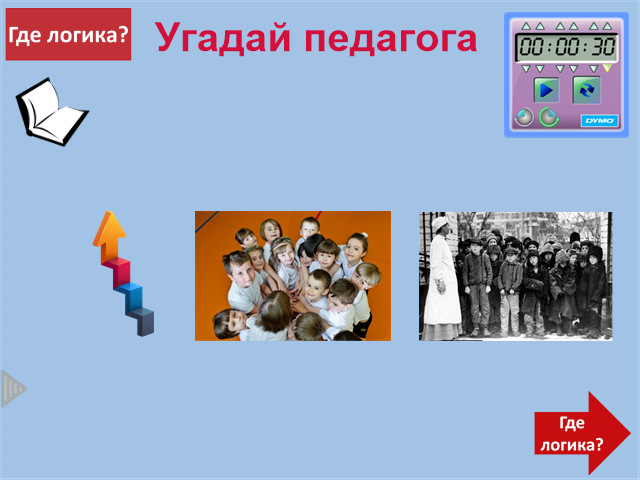 Где логика?
Угадай педагога
00:00:30
DYMO
Где
логика?